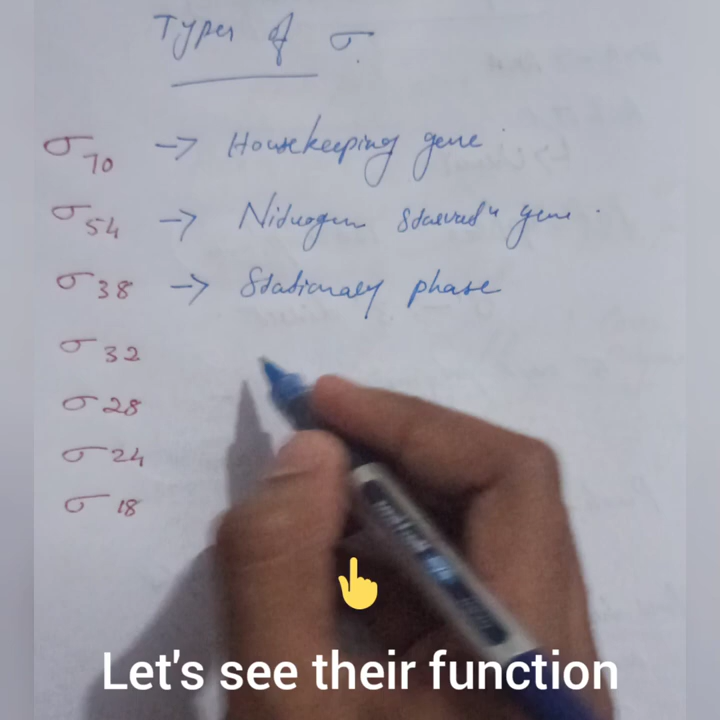 Types of σ
σ70 → Housekeeping gene.
σ54 → Nitrogen starvatn gene.
σ38 → Stationary phase
σ32
σ28
σ24
σ18
Let's see their function